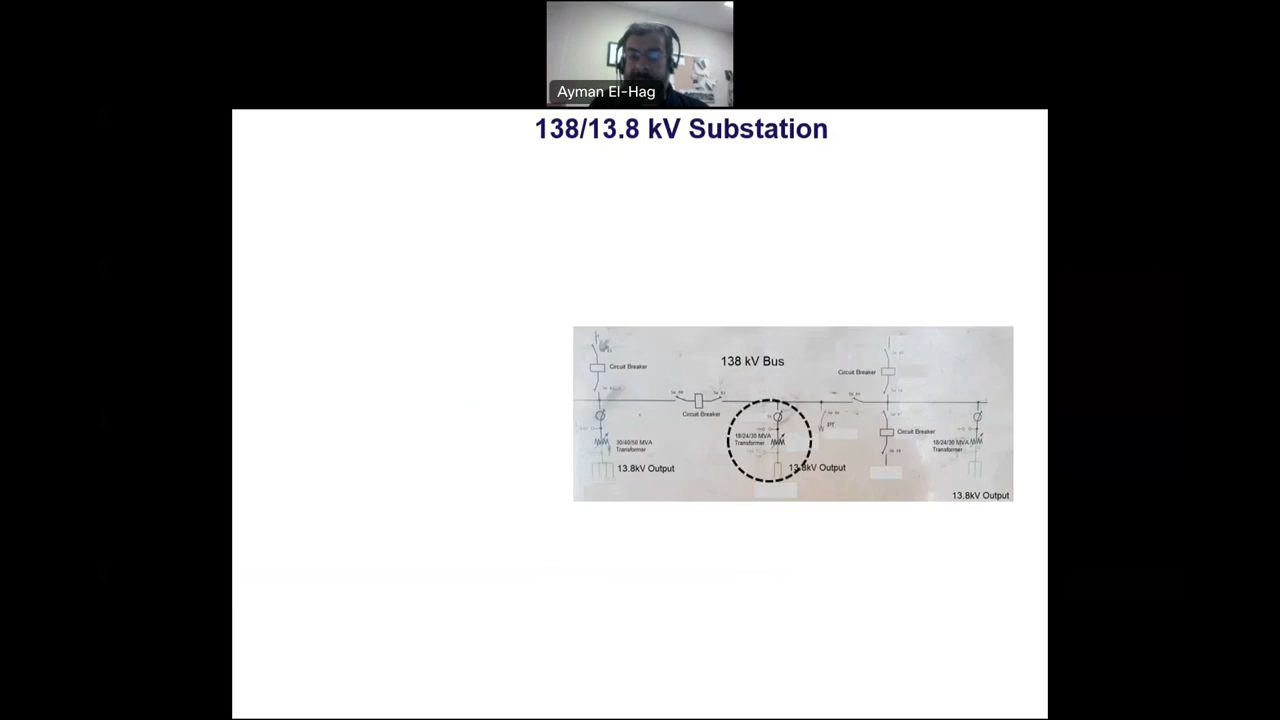 Ayman El-Hag
138/13.8 kV Substation
138 kV Bus
Circuit Breaker
Circuit Breaker
Circuit Breaker
Circuit Breaker
PT
30/40/50 MVA
Transformer
18/24/30 MVA
Transformer
18/24/30 MVA
Transformer
13.8kV Output
13.8kV Output
13.8kV Output